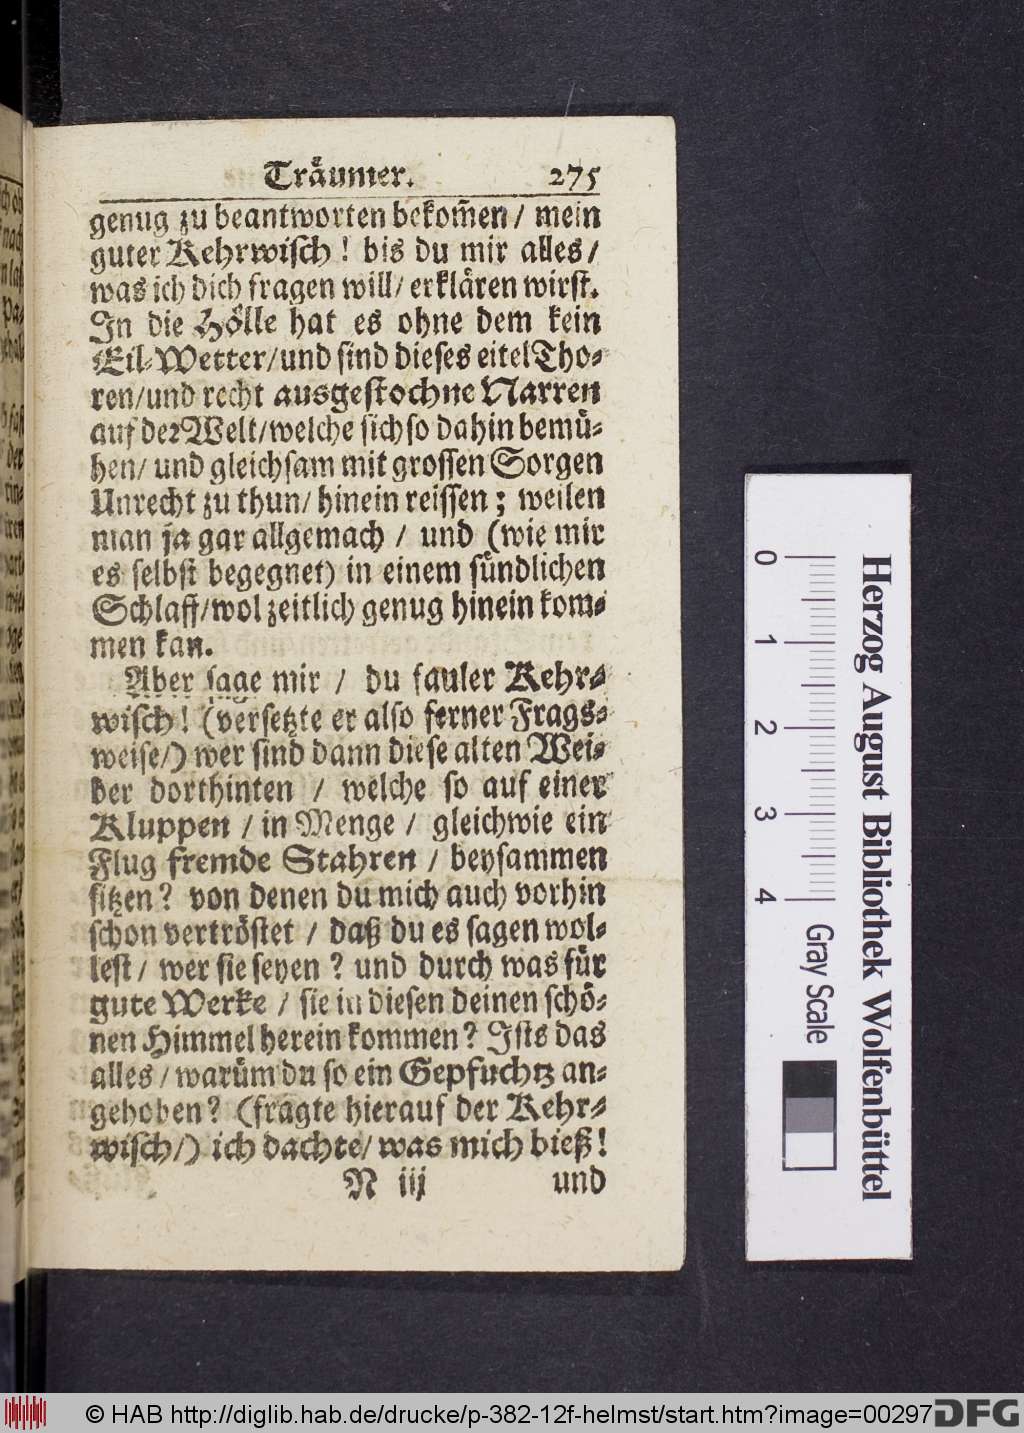 Träumer. 275
genug zu beantworten bekom̃en / mein
guter Kehrwisch! bis du mir alles /
was ich dich fragen will / erklären wirst.
In die Hölle hat es ohne dem kein
Eil-Wetter / und sind dieses eitel Tho-
ren / und recht ausgestochne Narren
auf der Welt / welche sich so dahin bemü-
hen / und gleichsam mit grossen Sorgen
Unrecht zu thun / hinein reissen; weilen
man ja gar allgemach / und (wie mir
es selbst begegnet) in einem sündlichen
Schlaff / wol zeitlich genug hinein kom-
men kan.
Aber sage mir / du fauler Kehr-
wisch! (versetzte er also ferner Frags-
weise /) wer sind dann diese alten Wei-
ber dorthinten / welche so auf einer
Kluppen / in Menge / gleichwie ein
Flug fremde Stahren / beysammen
sitzen? von denen du mich auch vorhin
schon vertröstet / daß du es sagen wol-
lest / wer sie seyen? und durch was für
gute Werke / sie in diesen deinen schö-
nen Himmel herein kommen? Ists das
alles / warüm du so ein Gepfuchtz an-
gehoben? (fragte hierauf der Kehr-
wisch /) ich dachte / was mich bieß!
N iij und
0 1 2 3 4
Gray Scale
Herzog August Bibliothek Wolfenbüttel
© HAB http://diglib.hab.de/drucke/p-382-12f-helmst/start.htm?image=00297
DFG